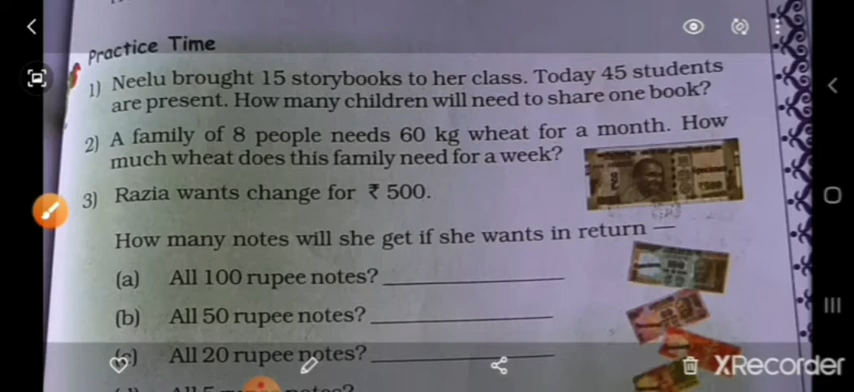 Practice Time
1) Neelu brought 15 storybooks to her class. Today 45 students
are present. How many children will need to share one book?
2) A family of 8 people needs 60 kg wheat for a month. How
much wheat does this family need for a week?
3) Razia wants change for ₹ 500.
How many notes will she get if she wants in return —
(a) All 100 rupee notes?
(b) All 50 rupee notes?
(c) All 20 rupee notes?
XRecorder